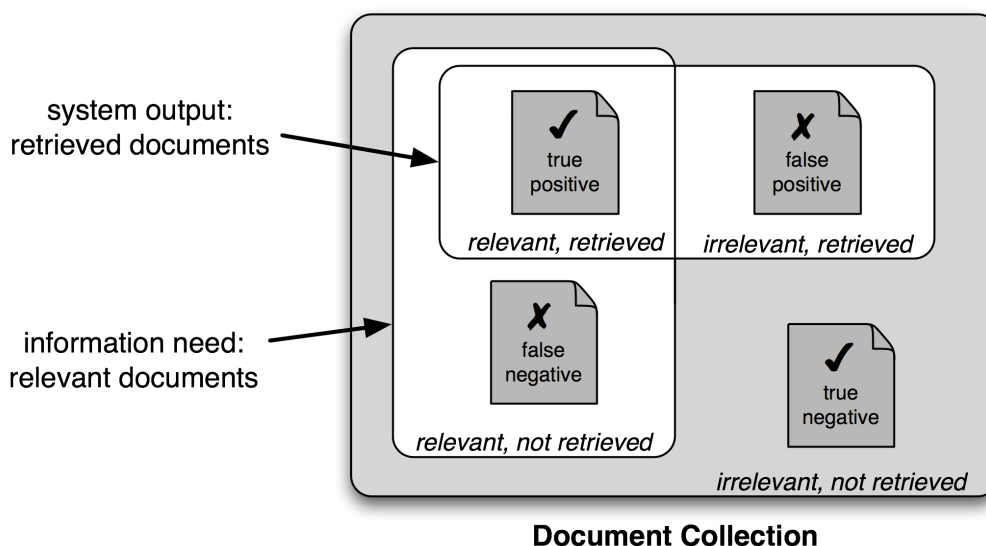 system output:
retrieved documents
✓
true
positive
✗
false
positive
relevant, retrieved
irrelevant, retrieved
information need:
relevant documents
✗
false
negative
relevant, not retrieved
✓
true
negative
irrelevant, not retrieved
Document Collection